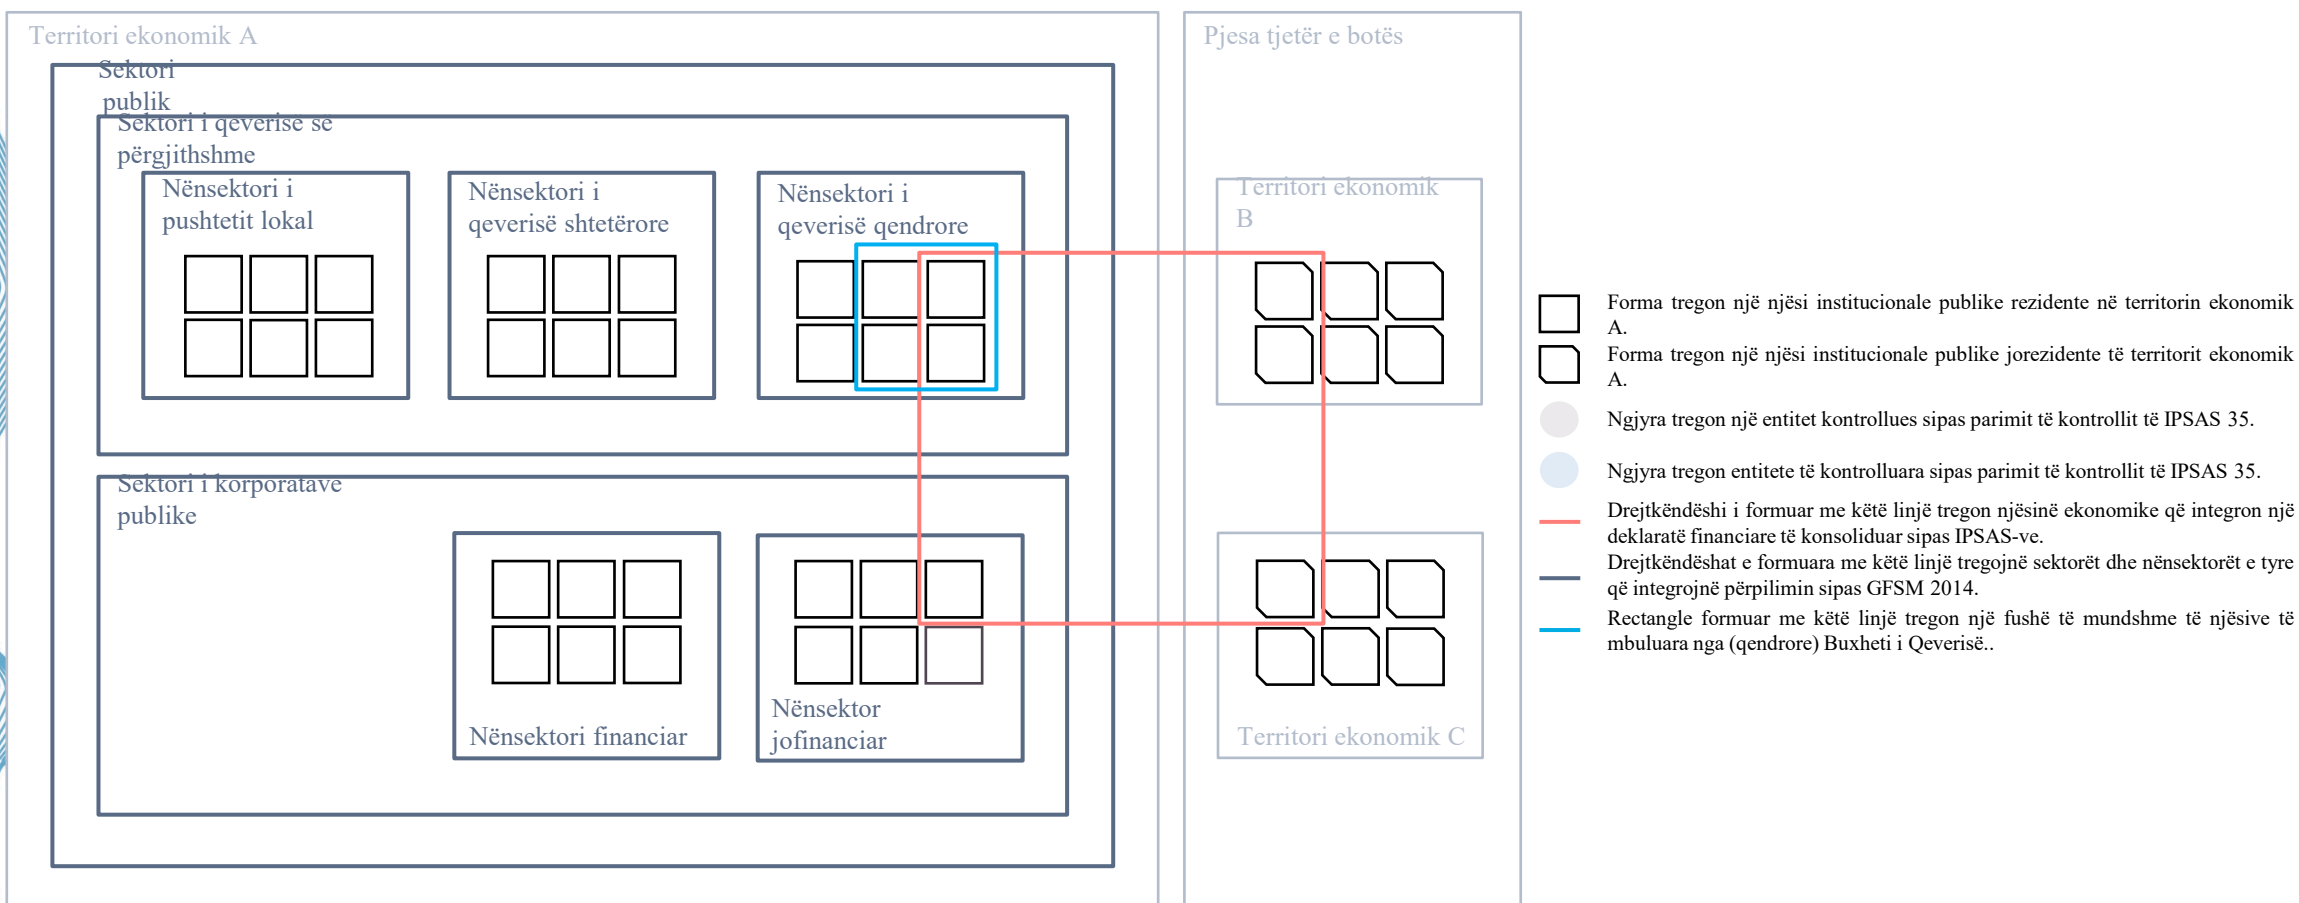 Territori ekonomik A
Sektori
publik
Sektori i qeverise se
përgjithshme
Nënsektori i
pushtetit lokal
Nënsektori i
qeverisë shtetërore
Nënsektori i
qeverisë qendrore
Sektori i korporatave
publike
Nënsektori financiar
Nënsektor
jofinanciar
Pjesa tjetër e botës
Territori ekonomik
B
Territori ekonomik C
Forma tregon një njësi institucionale publike rezidente në territorin ekonomik
A.
Forma tregon një njësi institucionale publike jorezidente të territorit ekonomik
A.
Ngjyra tregon një entitet kontrollues sipas parimit të kontrollit të IPSAS 35.
Ngjyra tregon entitete të kontrolluara sipas parimit të kontrollit të IPSAS 35.
Drejtkëndëshi i formuar me këtë linjë tregon njësinë ekonomike që integron një
deklaratë financiare të konsoliduar sipas IPSAS-ve.
Drejtkëndëshat e formuara me këtë linjë tregojnë sektorët dhe nënsektorët e tyre
që integrojnë përpilimin sipas GFSM 2014.
Rectangle formuar me këtë linjë tregon një fushë të mundshme të njësive të
mbuluara nga (qendrore) Buxheti i Qeverisë..